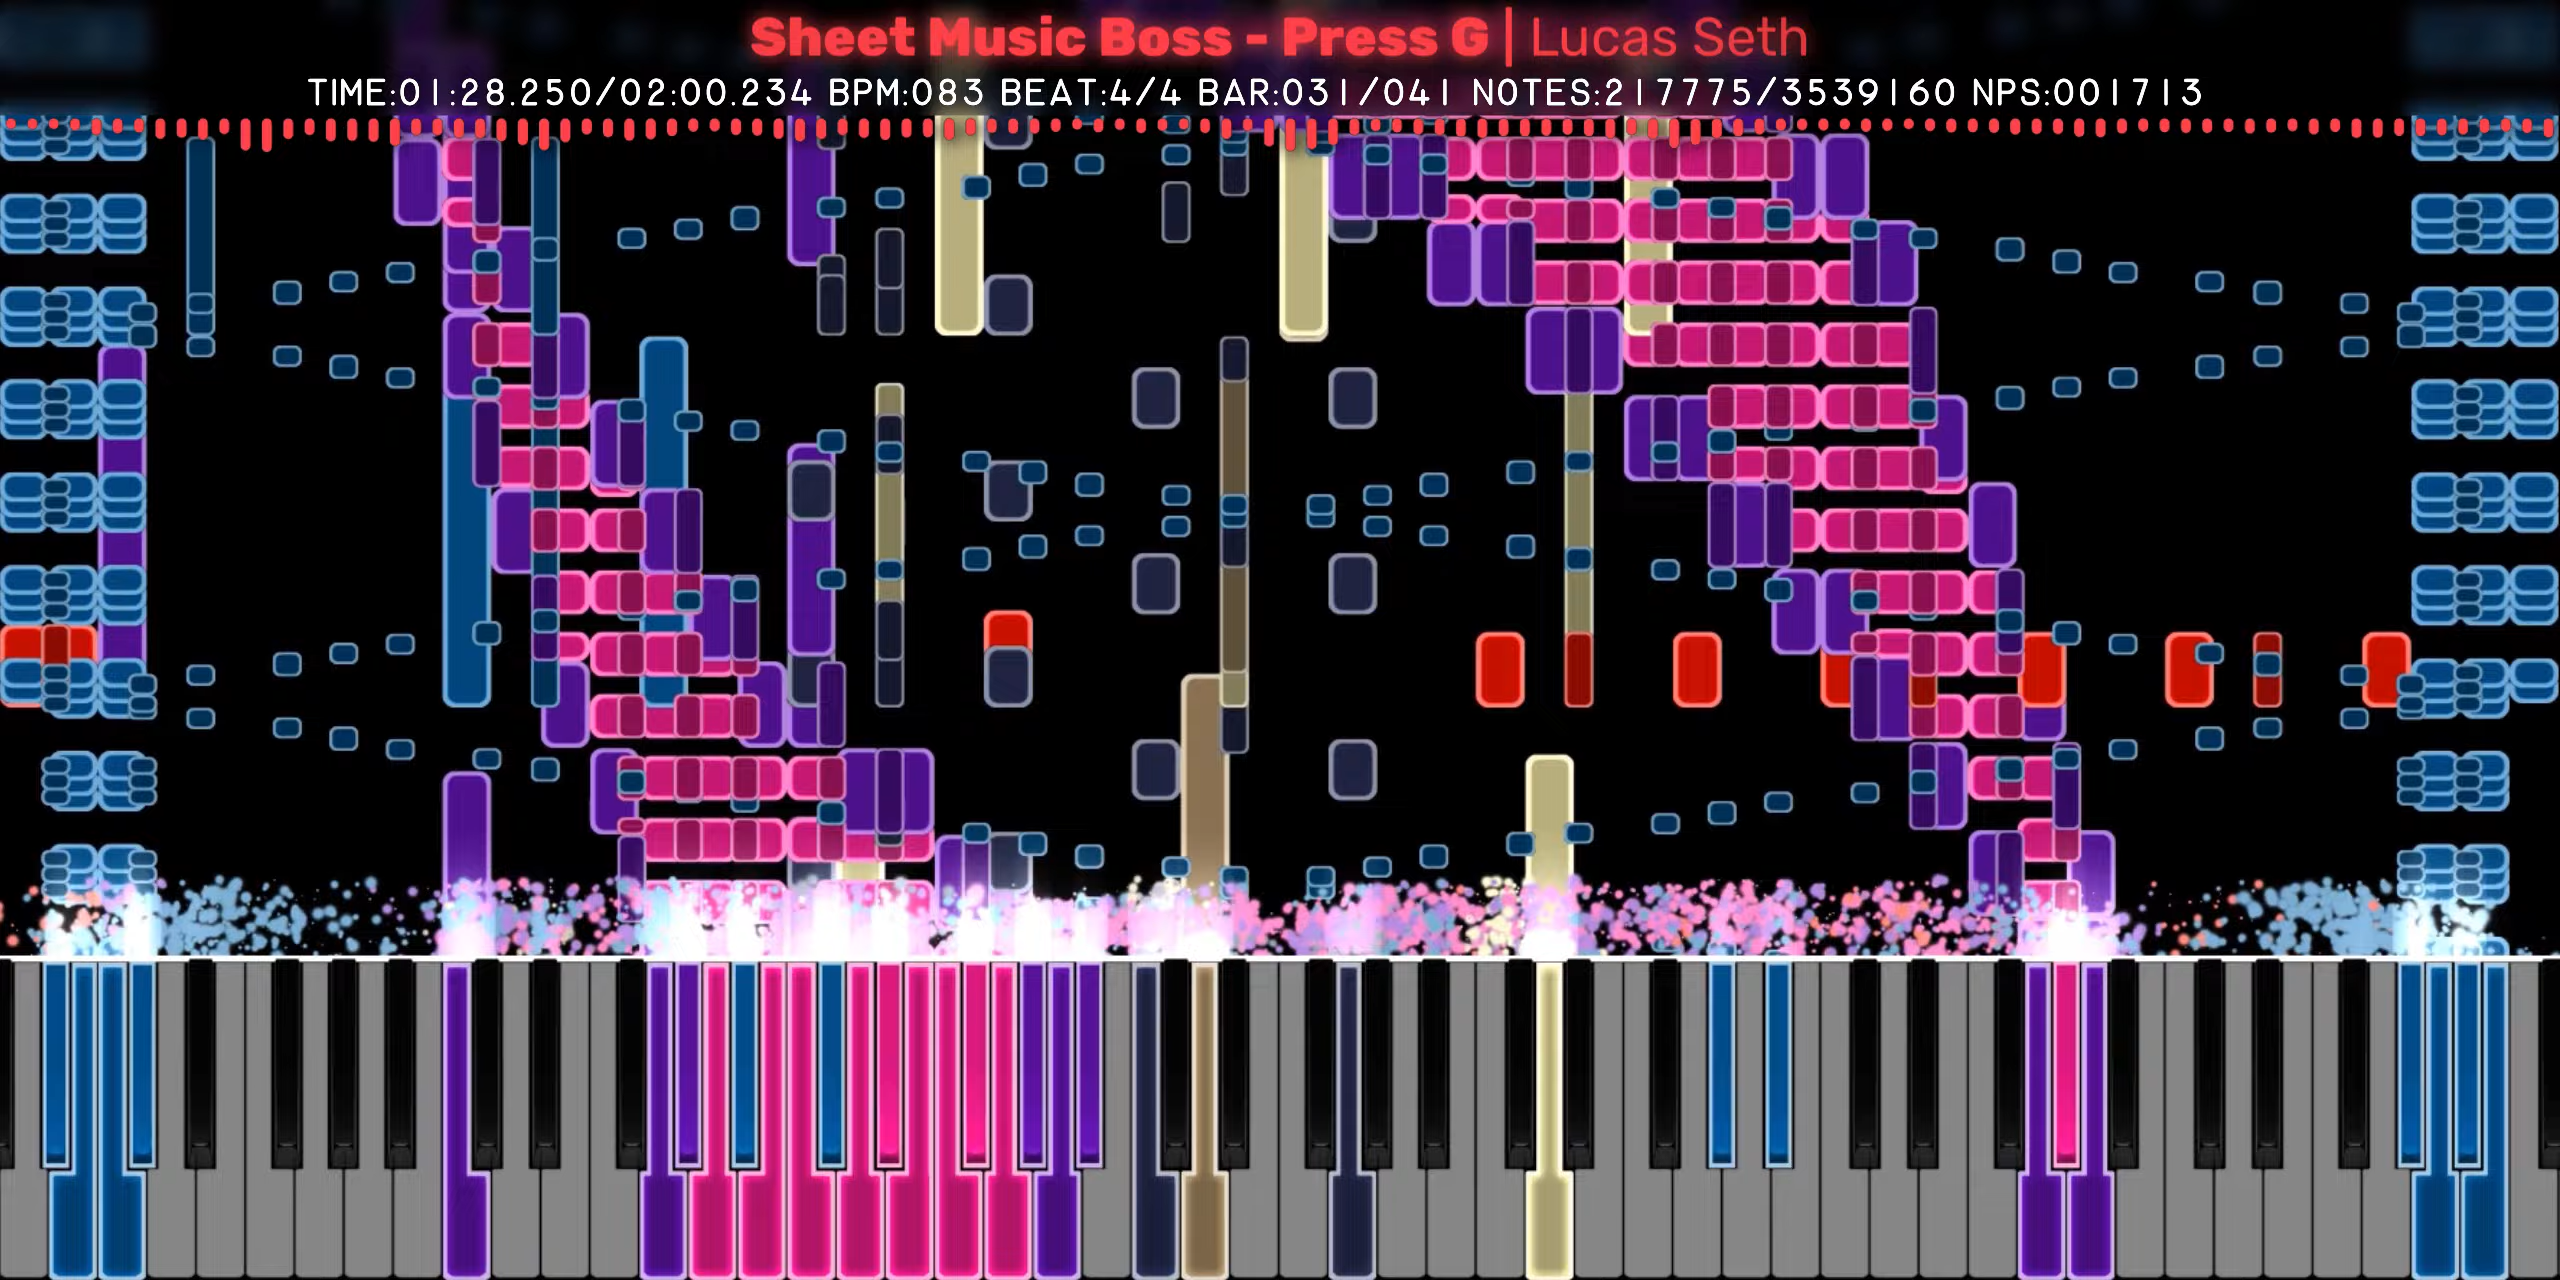 Sheet Music Boss - Press G | Lucas Seth
TIME:01:28.250/02:00.234 BPM:083 BEAT:4/4 BAR:031/041 NOTES:217775/3539160 NPS:001713